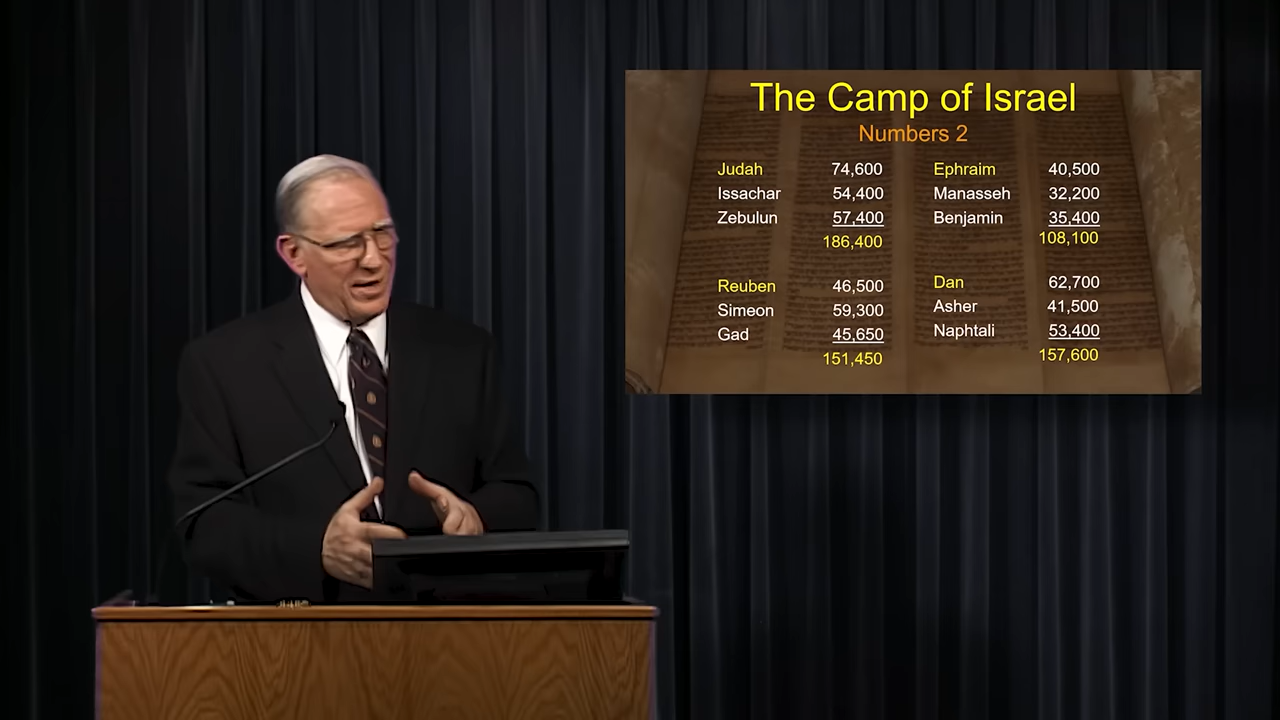 The Camp of Israel
Numbers 2
Judah 74,600
Issachar 54,400
Zebulun 57,400
186,400
Ephraim 40,500
Manasseh 32,200
Benjamin 35,400
108,100
Reuben 46,500
Simeon 59,300
Gad 45,650
151,450
Dan 62,700
Asher 41,500
Naphtali 53,400
157,600